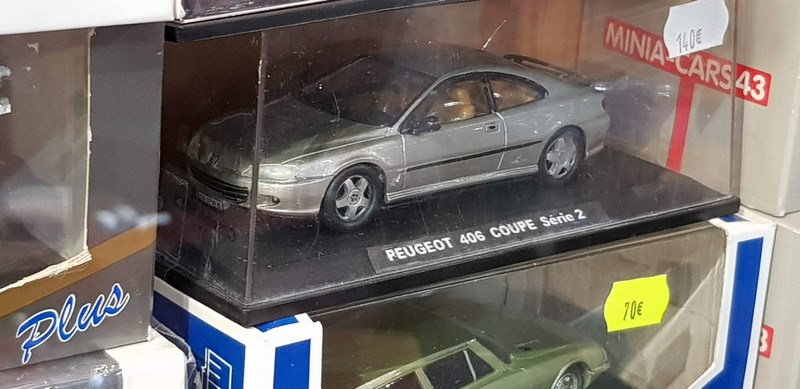 140€
MINIA-CARS 43
PEUGEOT 406 COUPE Série 2
70€
Plus